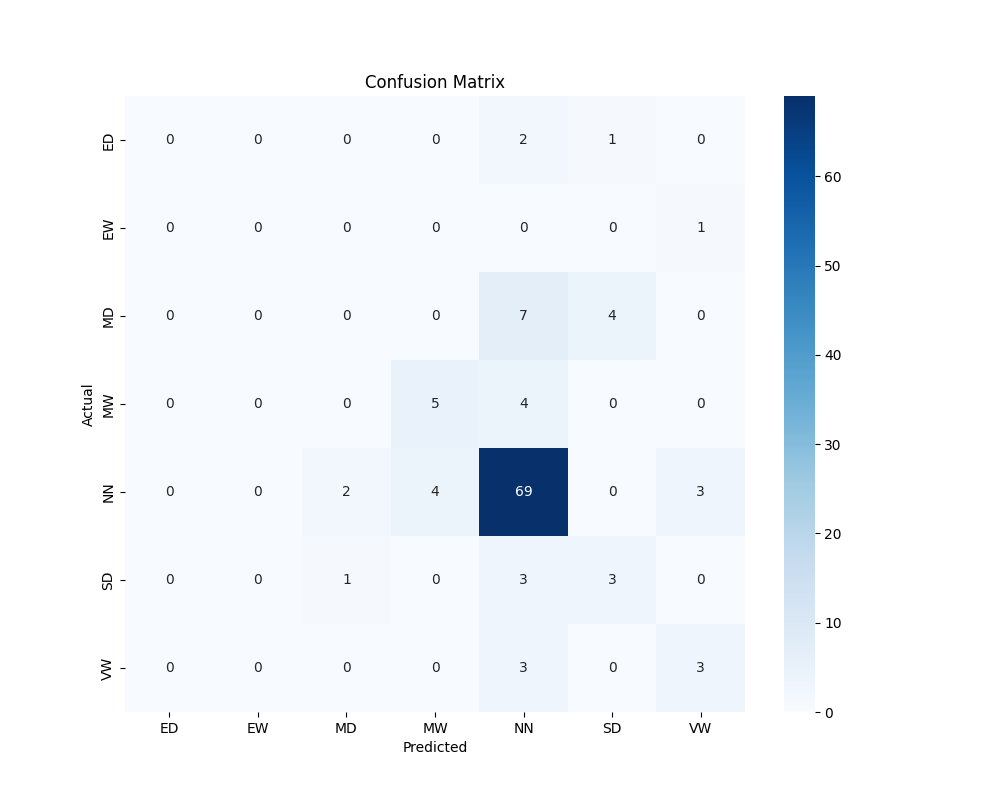 Confusion Matrix
ED 0 0 0 0 2 1 0
EW 0 0 0 0 0 0 1
MD 0 0 0 0 7 4 0
MW 0 0 0 5 4 0 0
NN 0 0 2 4 69 0 3
SD 0 0 1 0 3 3 0
VW 0 0 0 0 3 0 3
ED EW MD MW NN SD VW
Predicted
Actual
60
50
40
30
20
10
0